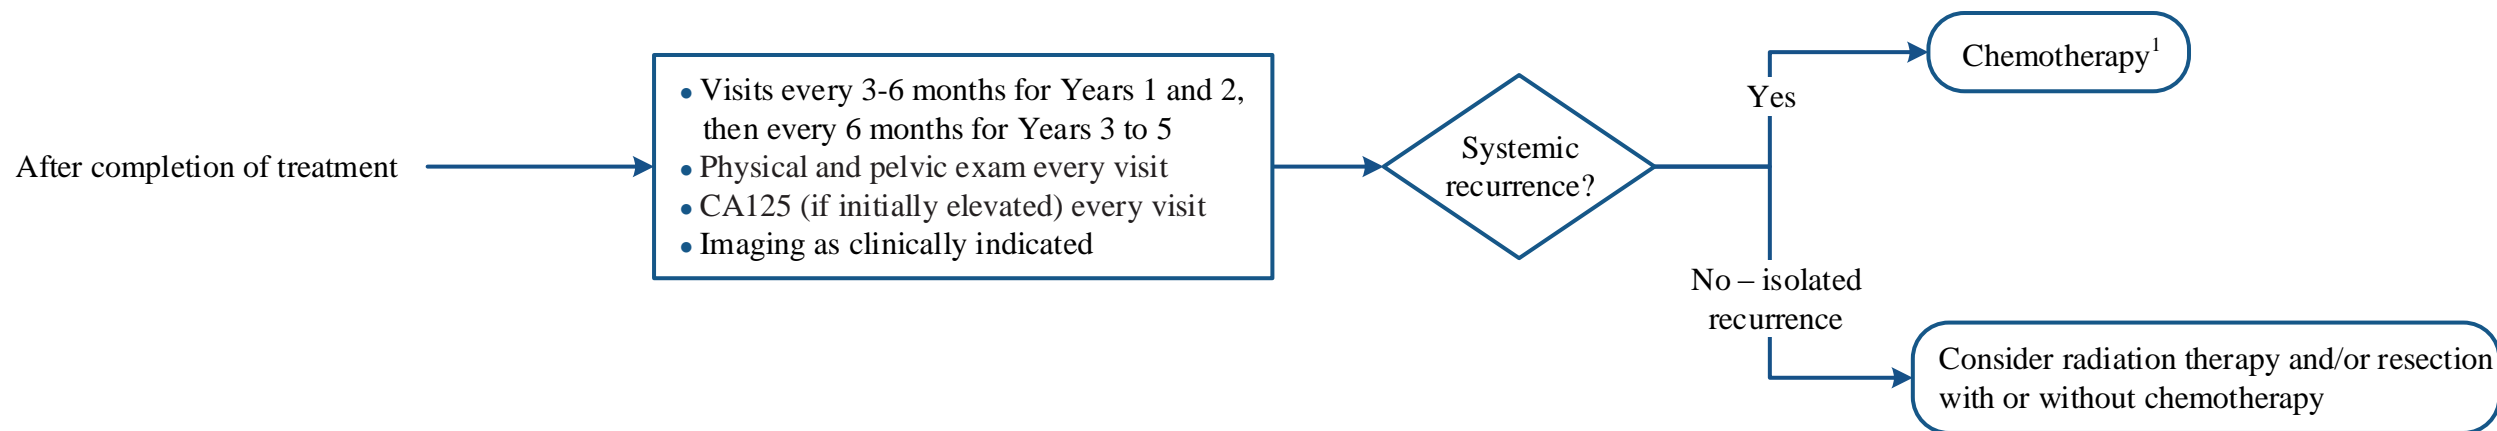 After completion of treatment
● Visits every 3-6 months for Years 1 and 2,
then every 6 months for Years 3 to 5
● Physical and pelvic exam every visit
● CA125 (if initially elevated) every visit
● Imaging as clinically indicated
Systemic
recurrence?
Yes
Chemotherapy¹
No – isolated
recurrence
Consider radiation therapy and/or resection
with or without chemotherapy